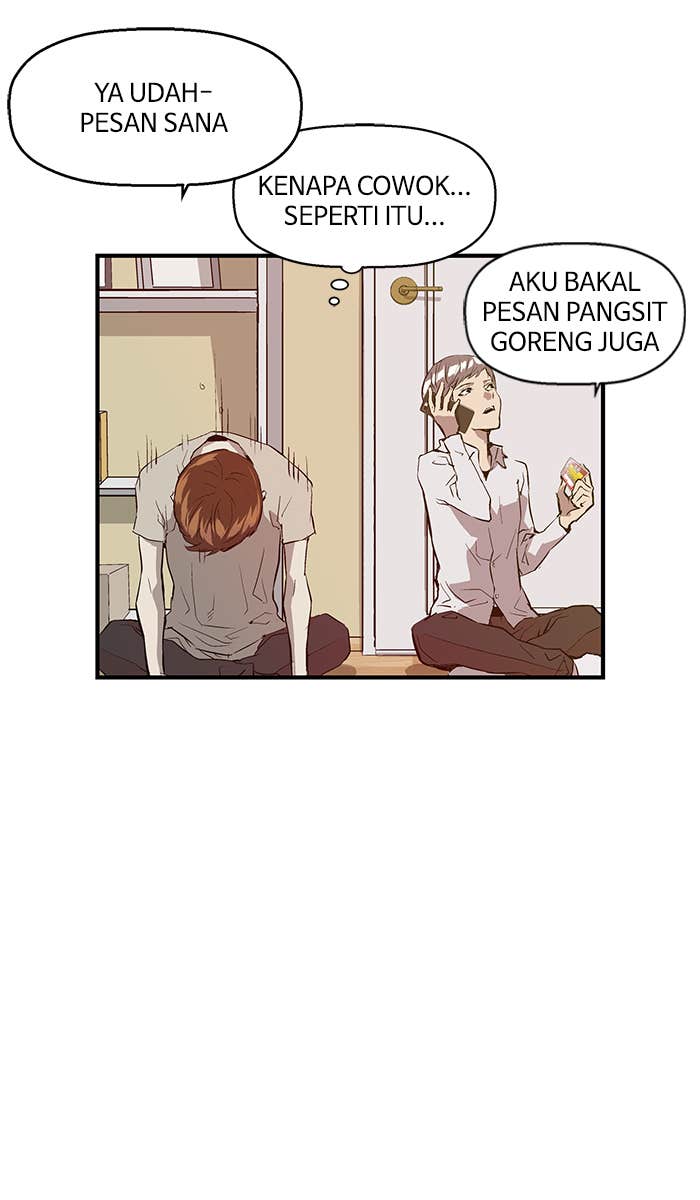 YA UDAH-
PESAN SANA
KENAPA COWOK...
SEPERTI ITU...
AKU BAKAL
PESAN PANGSIT
GORENG JUGA